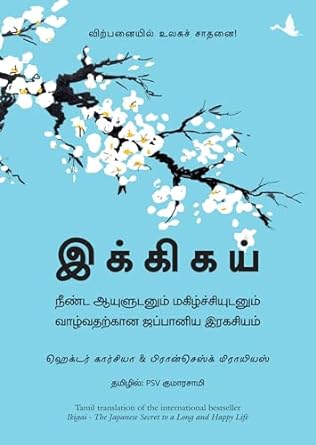 விற்பனையில் உலகச் சாதனை!
இக்கிகய்
நீண்ட ஆயுளுடனும் மகிழ்ச்சியுடனும்
வாழ்வதற்கான ஜப்பானிய இரகசியம்
ஹெக்டர் கார்சியா & பிரான்செஸ்க் மிராயியஸ்
தமிழில்: PSV குமாரசாமி
Tamil translation of the international bestseller
Ikigai - The Japanese Secret to a Long and Happy Life